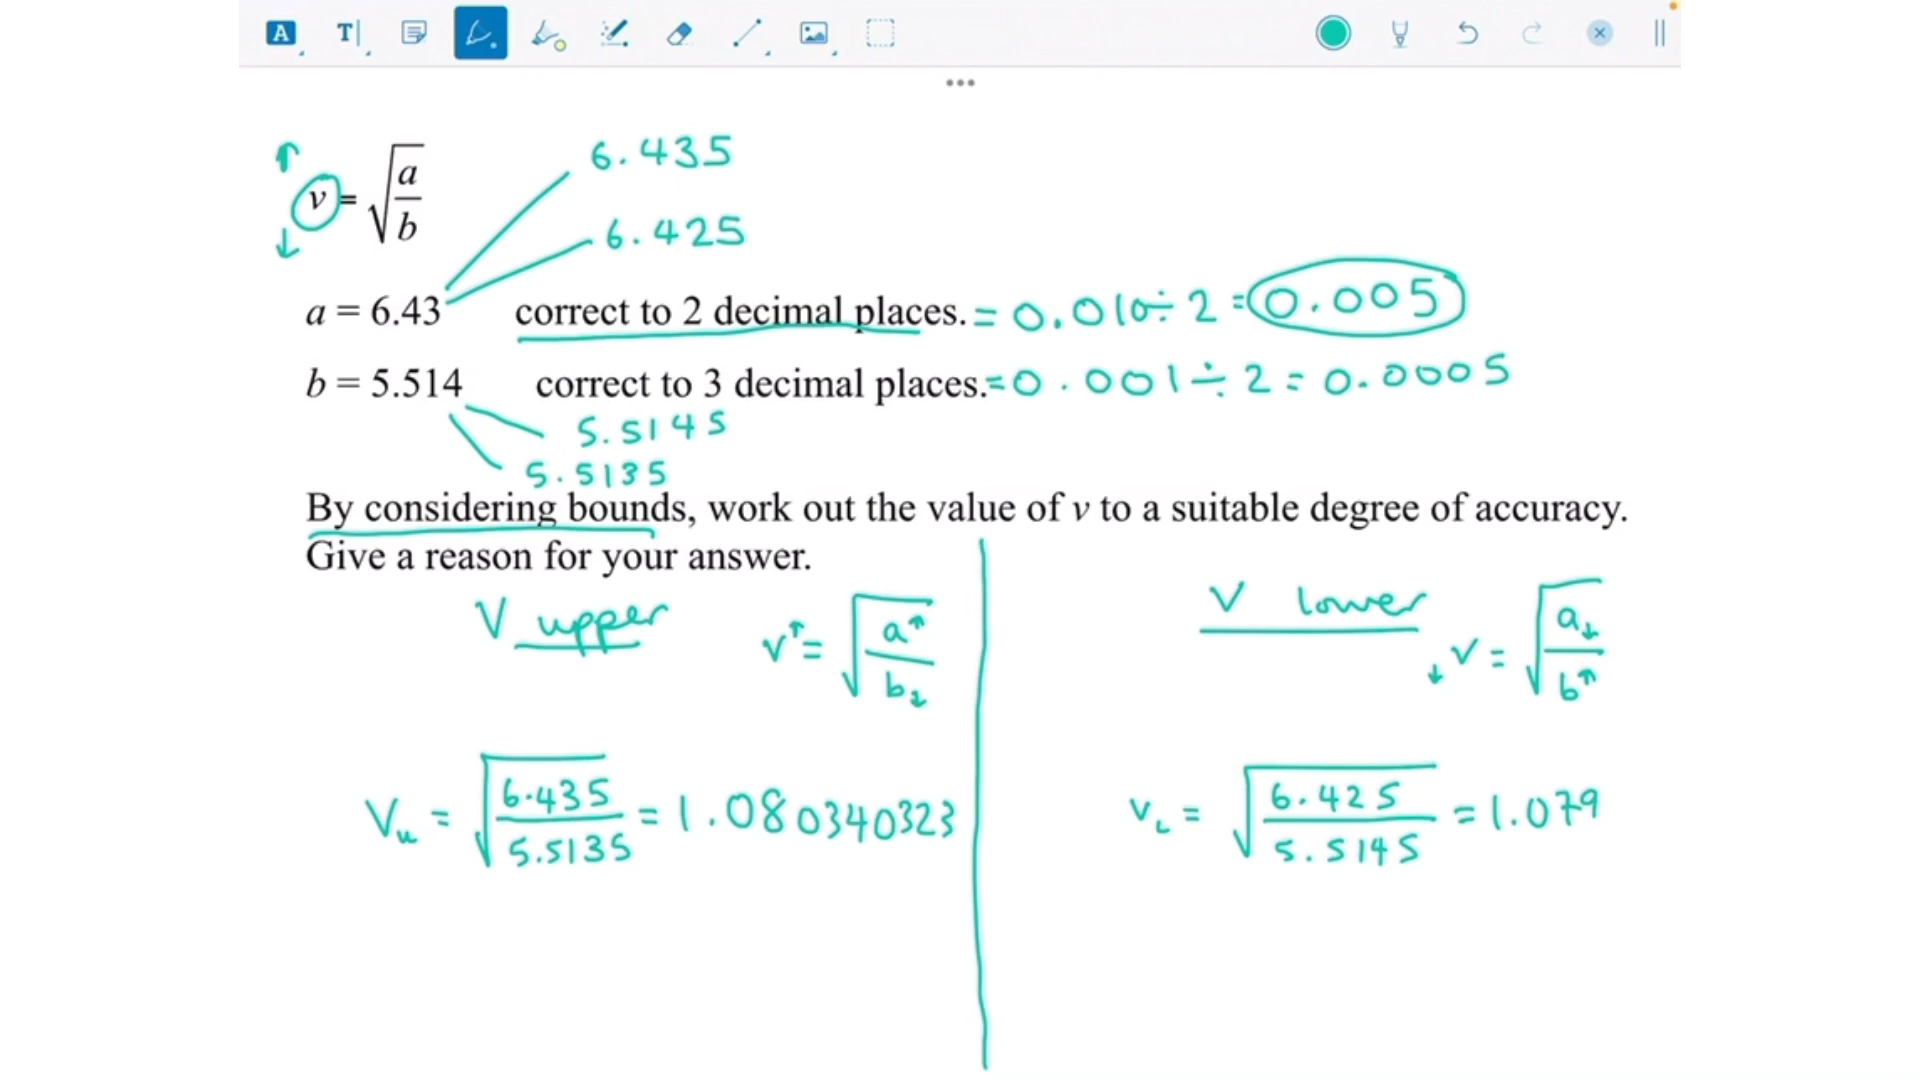 A T|
6.435
v = √a/b
6.425
a = 6.43 correct to 2 decimal places. = 0.010 ÷ 2 = 0.005
b = 5.514 correct to 3 decimal places. = 0.001 ÷ 2 = 0.0005
5.5145
5.5135
By considering bounds, work out the value of v to a suitable degree of accuracy.
Give a reason for your answer.
V upper v↑ = √a↑/b↓
V lower ↓v = √a↓/b↑
Vu = √6.435/5.5135 = 1.080340323
VL = √6.425/5.5145 = 1.079